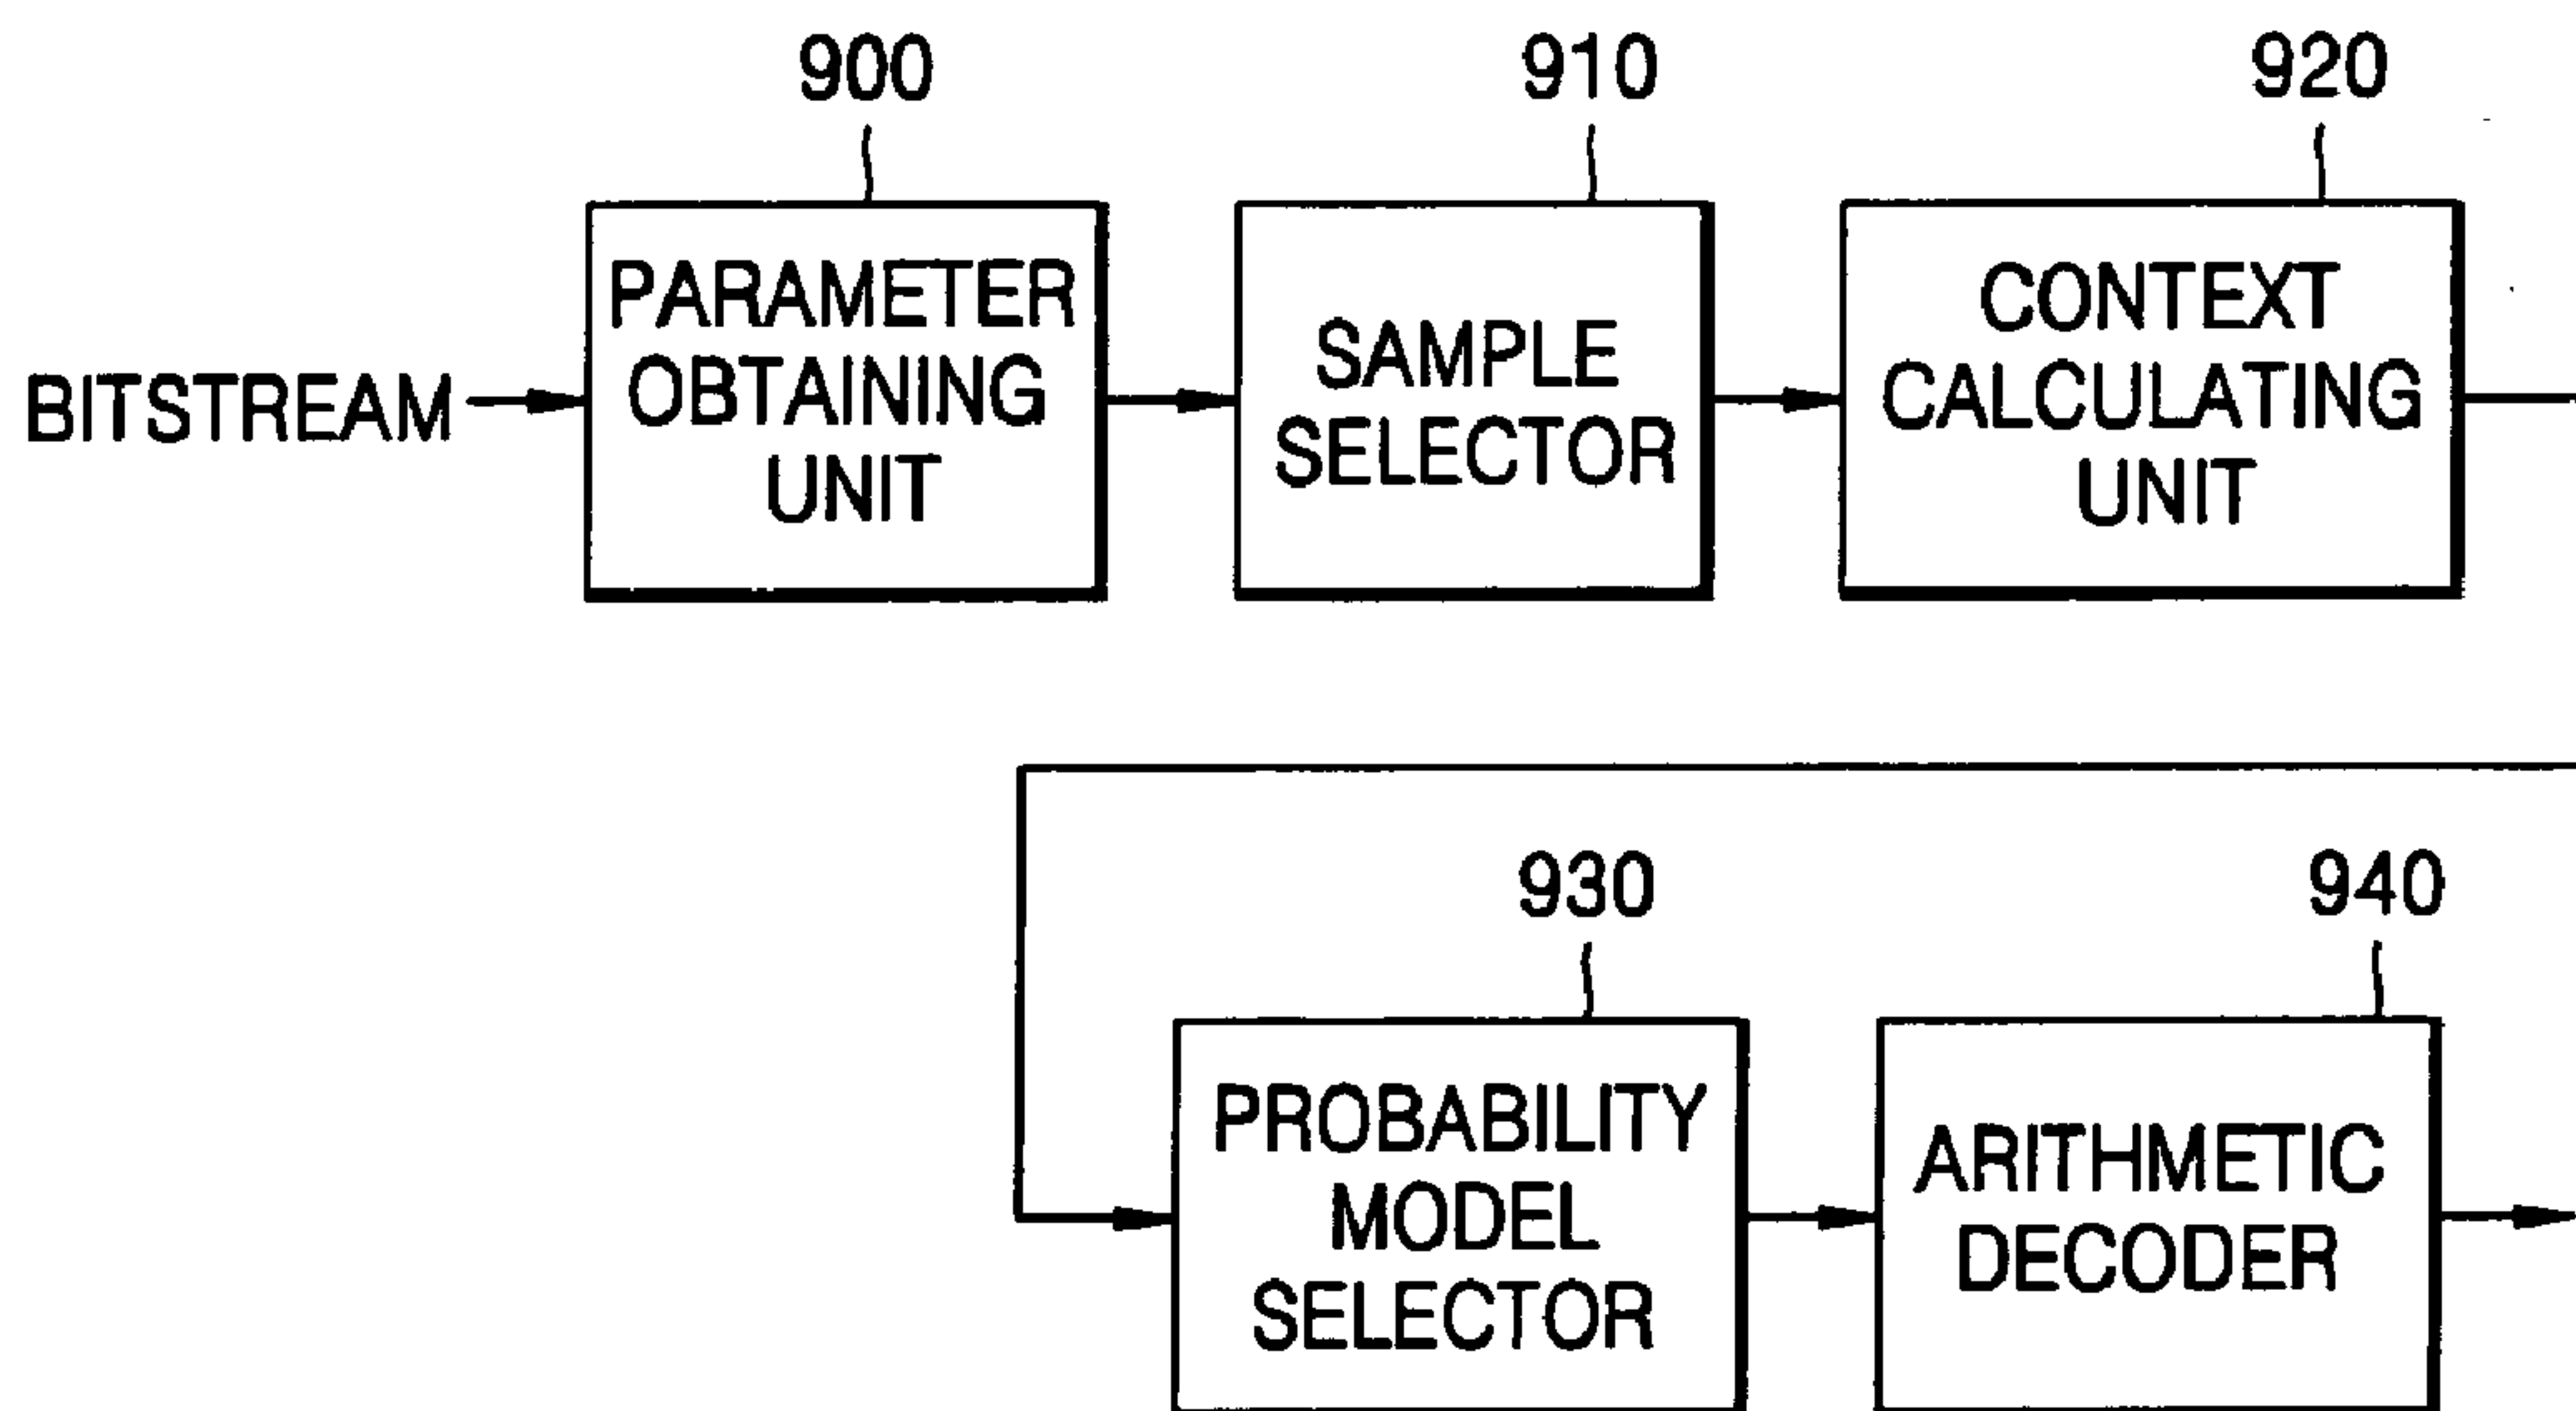 900
910
920
BITSTREAM
PARAMETER
OBTAINING
UNIT
SAMPLE
SELECTOR
CONTEXT
CALCULATING
UNIT
930
940
PROBABILITY
MODEL
SELECTOR
ARITHMETIC
DECODER